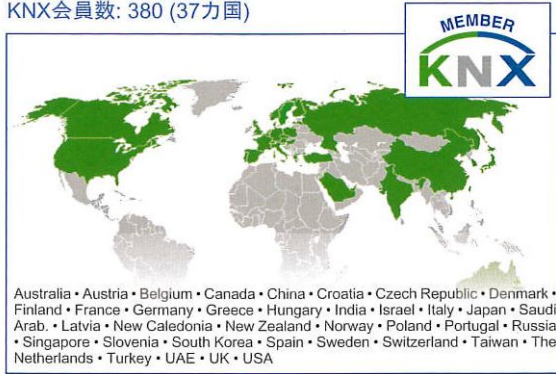 KNX会員数: 380 (37カ国)
MEMBER
KNX
Australia • Austria • Belgium • Canada • China • Croatia • Czech Republic • Denmark •
Finland • France • Germany • Greece • Hungary • India • Israel • Italy • Japan • Saudi
Arab. • Latvia • New Caledonia • New Zealand • Norway • Poland • Portugal • Russia
• Singapore • Slovenia • South Korea • Spain • Sweden • Switzerland • Taiwan • The
Netherlands • Turkey • UAE • UK • USA